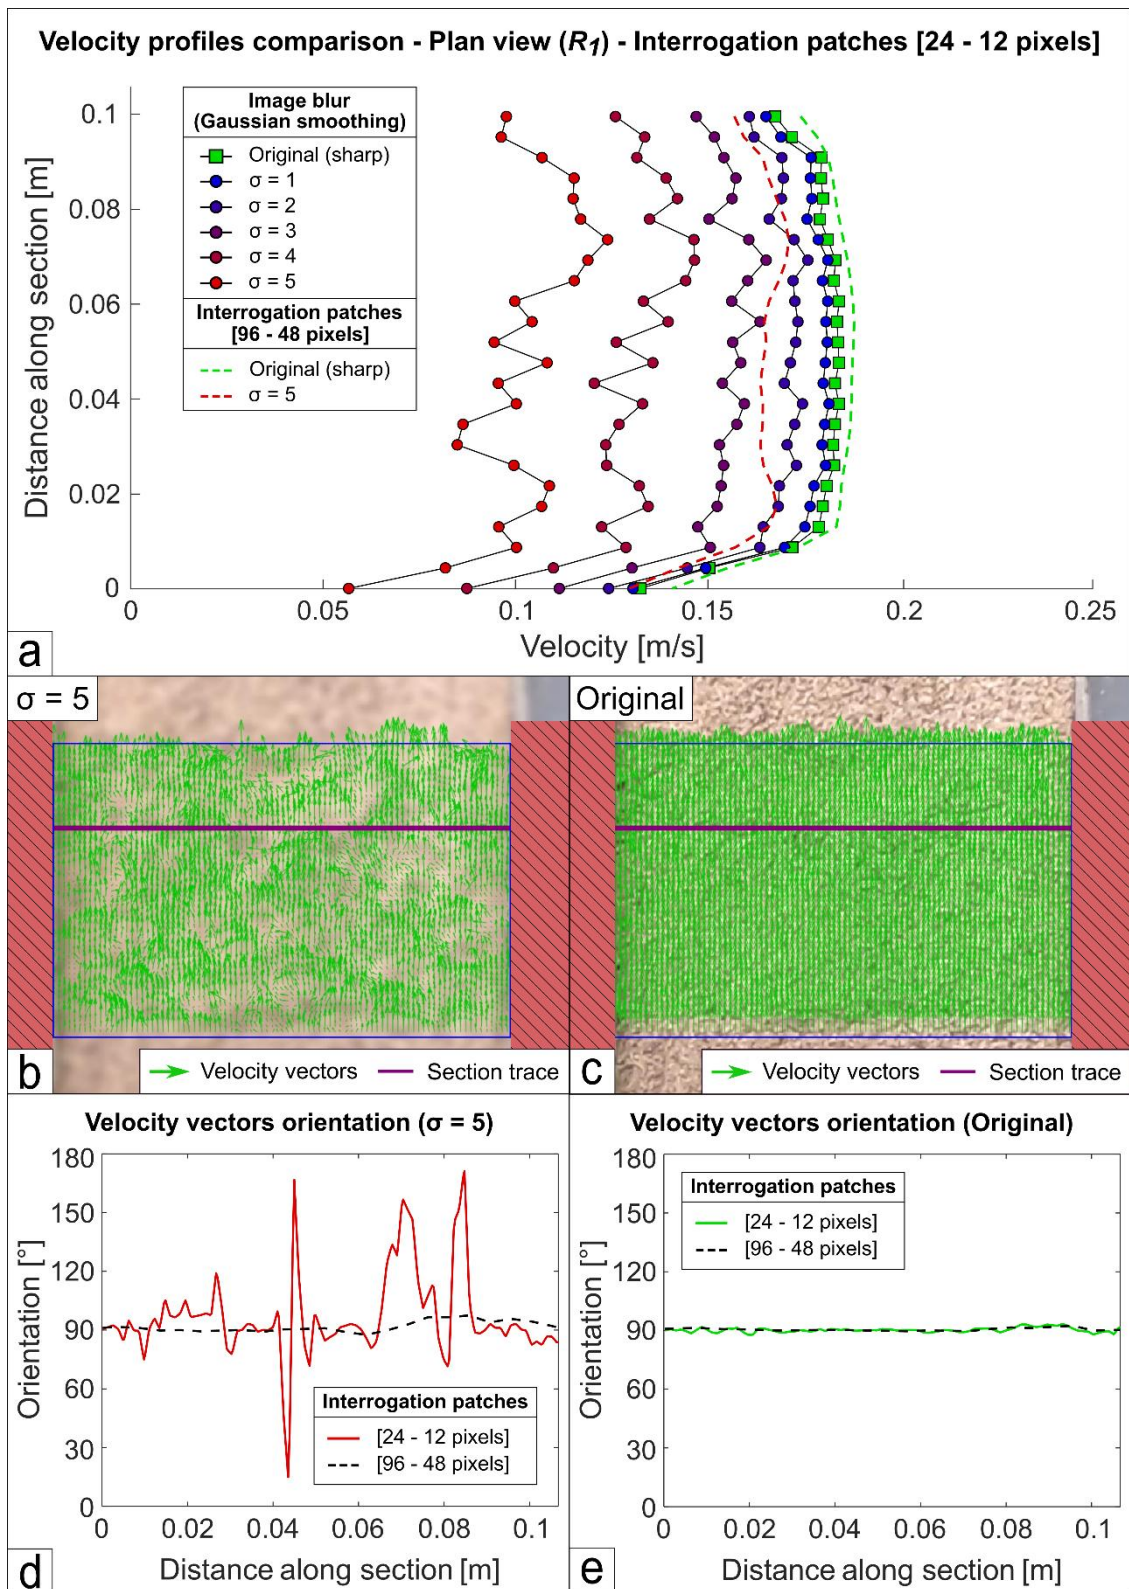 Velocity profiles comparison - Plan view (R1) - Interrogation patches [24 - 12 pixels]
Image blur
(Gaussian smoothing)
Original (sharp)
σ = 1
σ = 2
σ = 3
σ = 4
σ = 5
Interrogation patches
[96 - 48 pixels]
Original (sharp)
σ = 5
Distance along section [m]
0.1
0.08
0.06
0.04
0.02
0
0
0.05
0.1
0.15
0.2
0.25
Velocity [m/s]
a
σ = 5
b
Velocity vectors
Section trace
Original
c
Velocity vectors
Section trace
Velocity vectors orientation (σ = 5)
Orientation [°]
180
150
120
90
60
30
0
Interrogation patches
[24 - 12 pixels]
[96 - 48 pixels]
0
0.02
0.04
0.06
0.08
0.1
Distance along section [m]
d
Velocity vectors orientation (Original)
Orientation [°]
180
150
120
90
60
30
0
Interrogation patches
[24 - 12 pixels]
[96 - 48 pixels]
0
0.02
0.04
0.06
0.08
0.1
Distance along section [m]
e